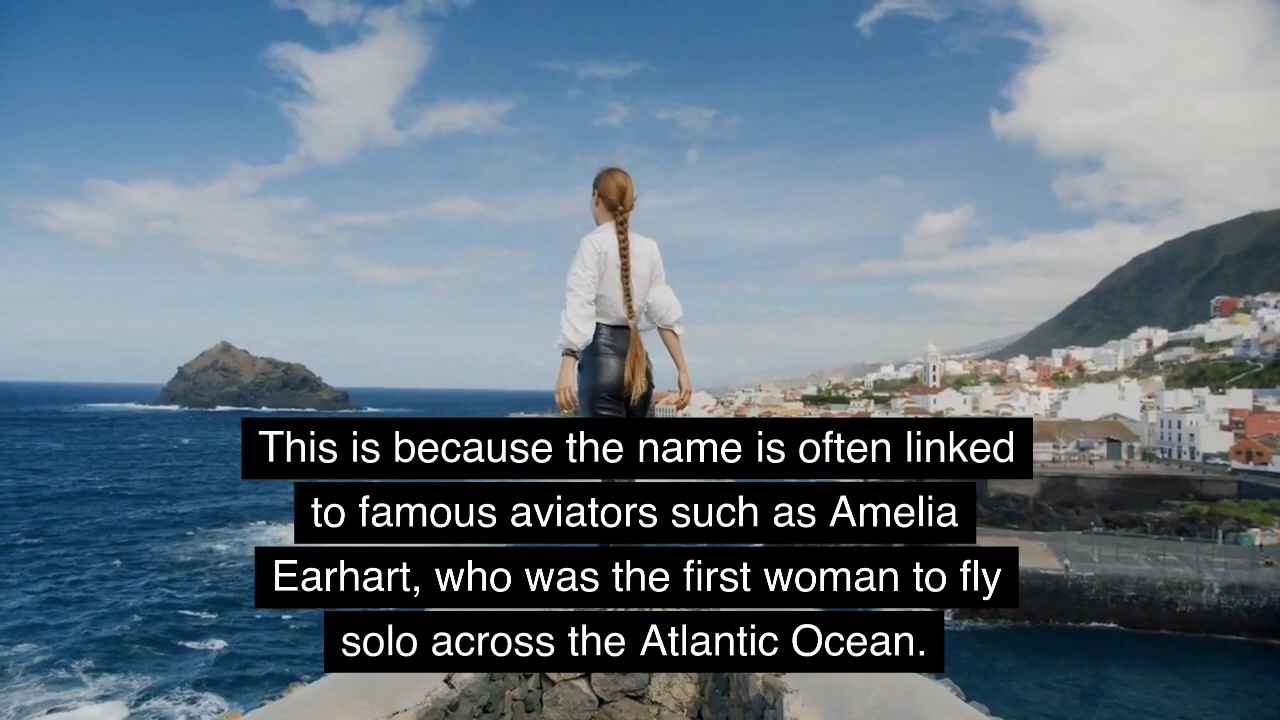 This is because the name is often linked
to famous aviators such as Amelia
Earhart, who was the first woman to fly
solo across the Atlantic Ocean.